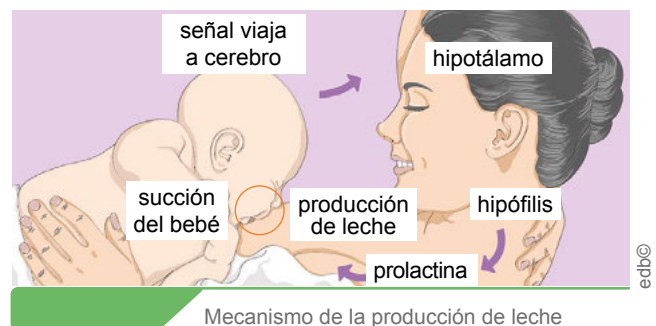 señal viaja
a cerebro
hipotálamo
succión
del bebé
producción
de leche
hipófilis
prolactina
edb©
Mecanismo de la producción de leche